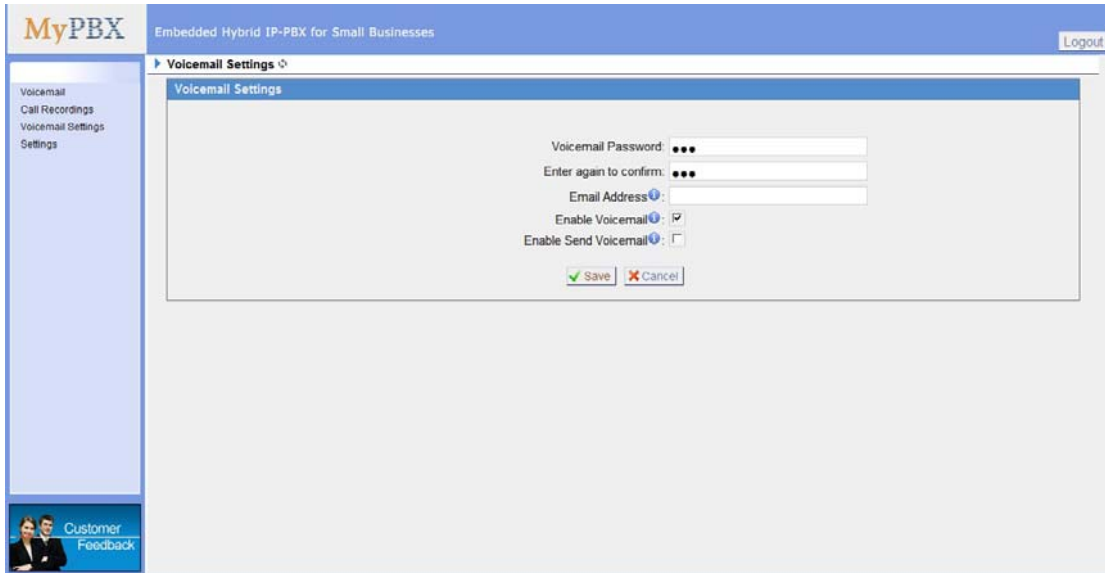 MyPBX
Embedded Hybrid IP-PBX for Small Businesses
Logout
Voicemail Settings
Voicemail
Call Recordings
Voicemail Settings
Settings
Voicemail Settings
Voicemail Password:
Enter again to confirm:
Email Address :
Enable Voicemail :
Enable Send Voicemail :
Save
Cancel
Customer
Feedback